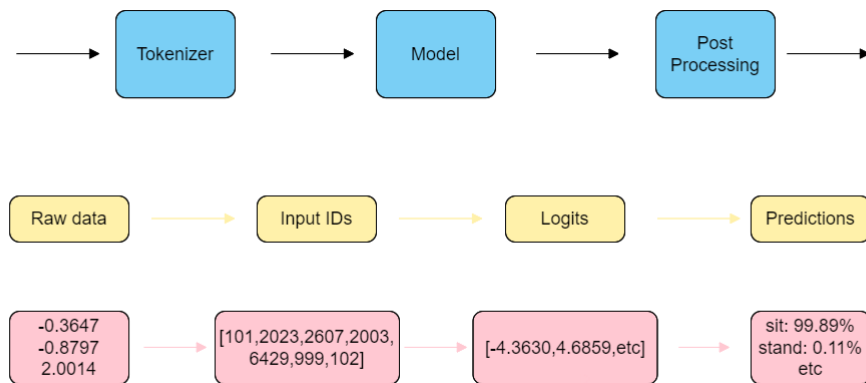 Tokenizer
Model
Post
Processing
Raw data
Input IDs
Logits
Predictions
-0.3647
-0.8797
2.0014
[101,2023,2607,2003,
6429,999,102]
[-4.3630,4.6859,etc]
sit: 99.89%
stand: 0.11%
etc